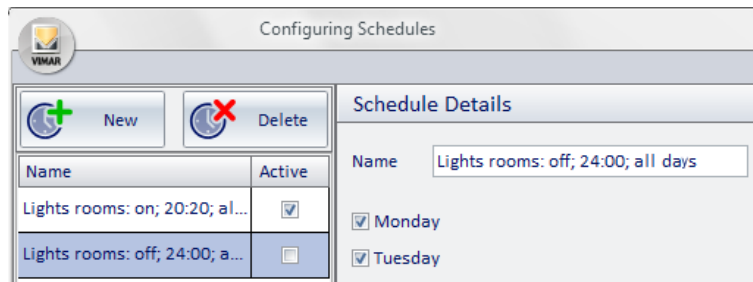 Configuring Schedules
VIMAR
New
Delete
Name
Active
Lights rooms: on; 20:20; al...
Lights rooms: off; 24:00; a...
Schedule Details
Name
Lights rooms: off; 24:00; all days
Monday
Tuesday